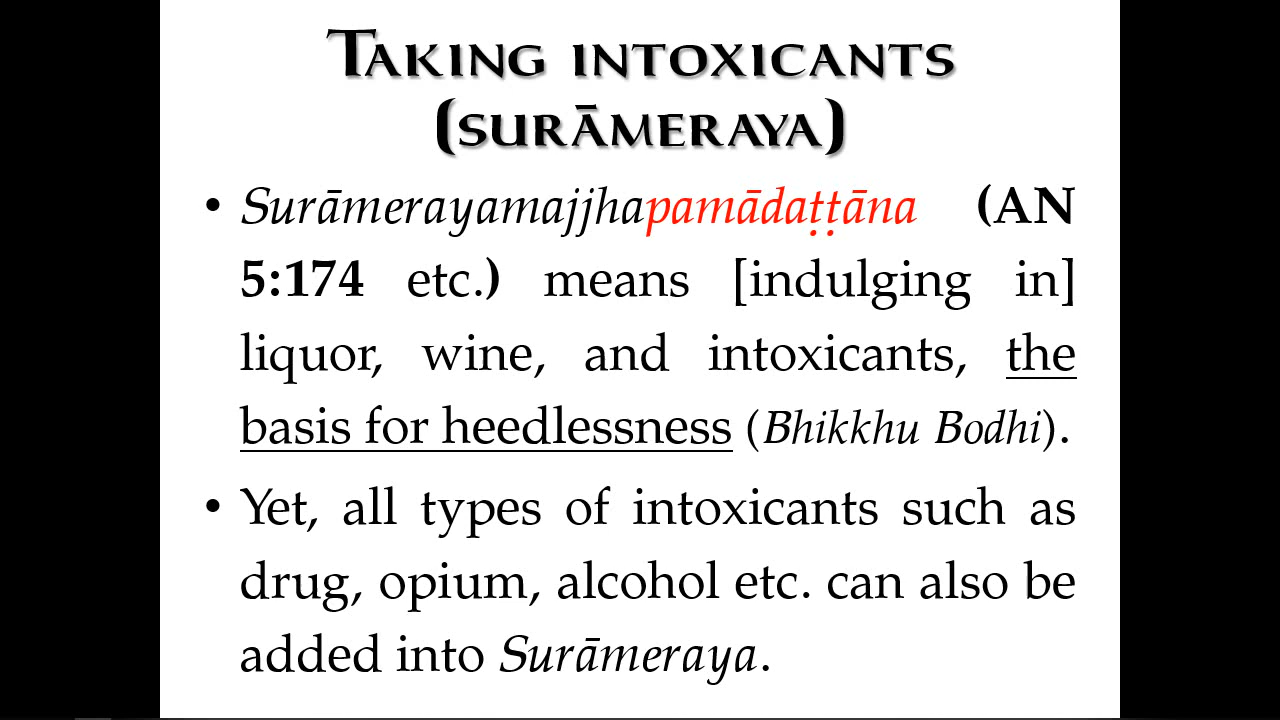 TAKING INTOXICANTS
(SURĀMERAYA)
• Surāmerayamajjhapamādaṭṭāna (AN
5:174 etc.) means [indulging in]
liquor, wine, and intoxicants, the
basis for heedlessness (Bhikkhu Bodhi).
• Yet, all types of intoxicants such as
drug, opium, alcohol etc. can also be
added into Surāmeraya.